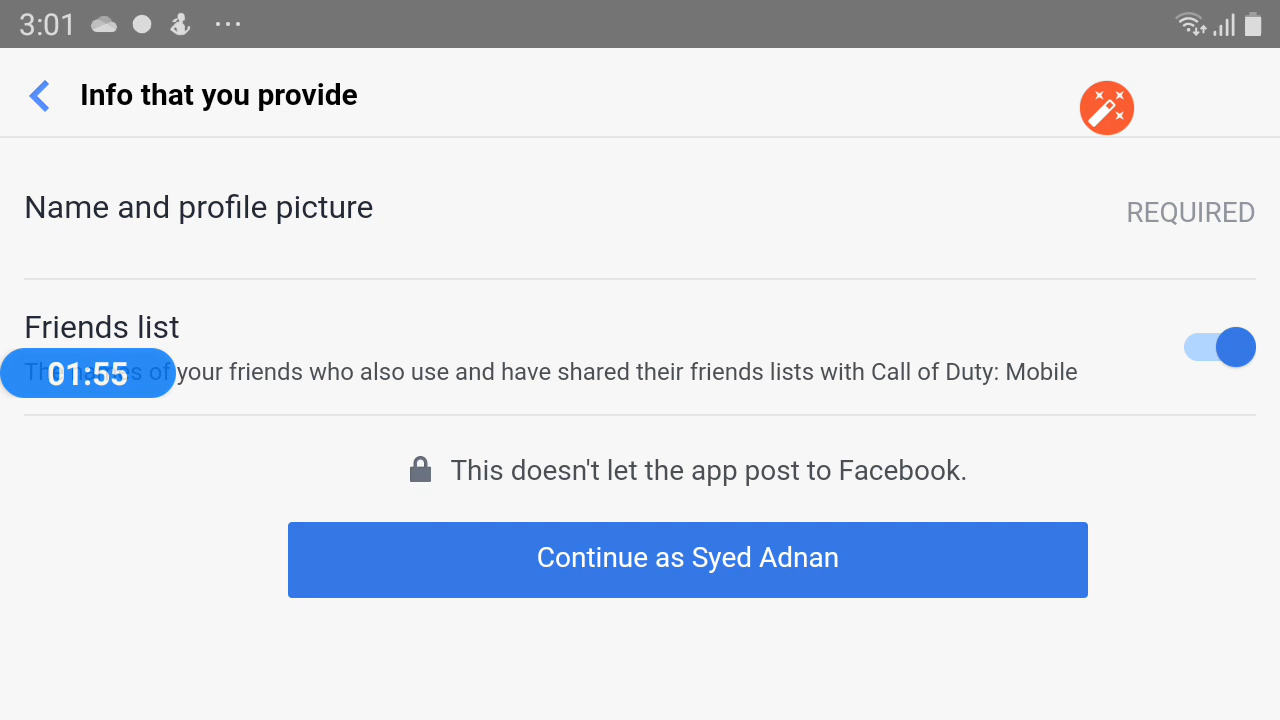 3:01
Info that you provide
Name and profile picture
REQUIRED
Friends list
01:55
of your friends who also use and have shared their friends lists with Call of Duty: Mobile
This doesn't let the app post to Facebook.
Continue as Syed Adnan